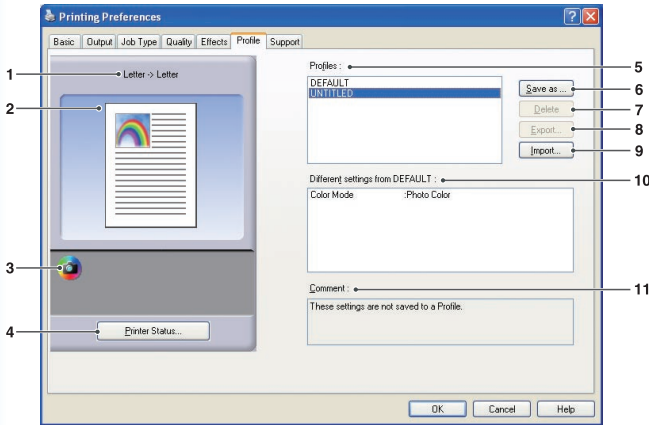 Printing Preferences
Basic Output Job Type Quality Effects Profile Support
1 Letter -> Letter
Profiles : 5
2 DEFAULT
UNTITLED
Save as ... 6
Delete 7
Export... 8
Import... 9
Different settings from DEFAULT : 10
Color Mode :Photo Color
3
Comment : 11
These settings are not saved to a Profile.
4 Printer Status...
OK Cancel Help